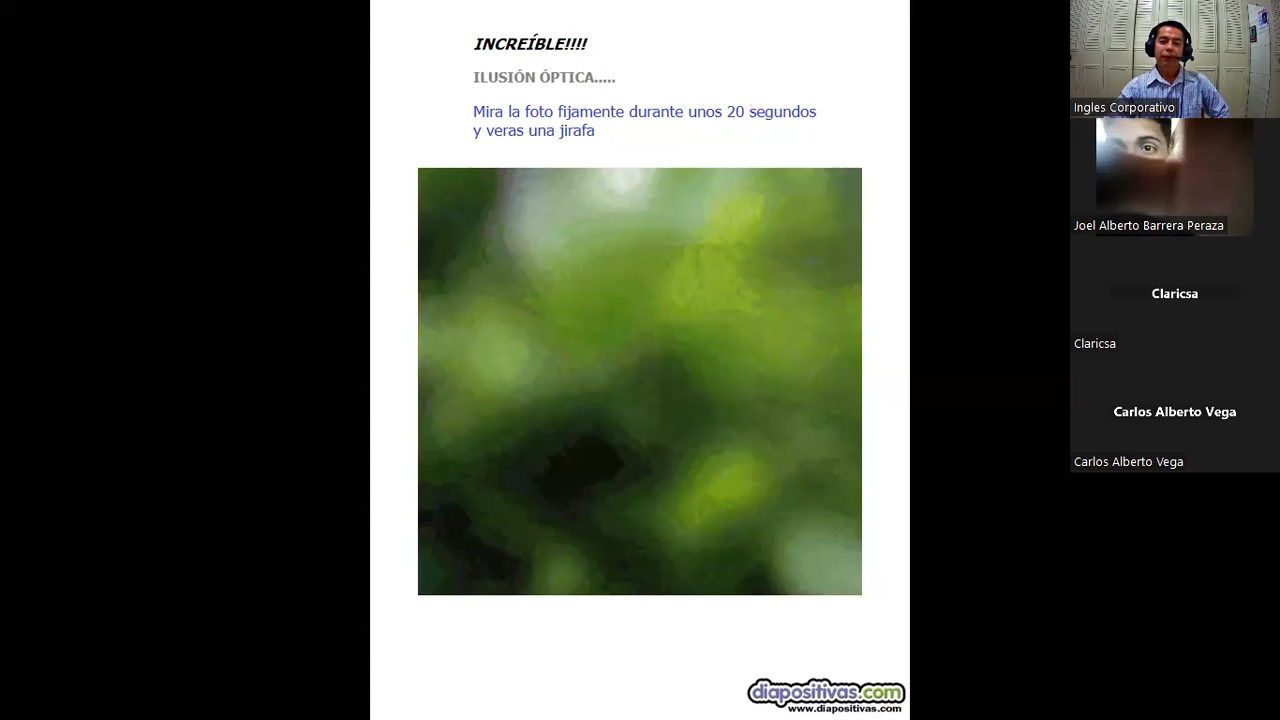 INCREÍBLE!!!!
ILUSIÓN ÓPTICA.....
Mira la foto fijamente durante unos 20 segundos
y veras una jirafa
diapositivas.com
www.diapositivas.com
Ingles Corporativo
Joel Alberto Barrera Peraza
Claricsa
Claricsa
Carlos Alberto Vega
Carlos Alberto Vega